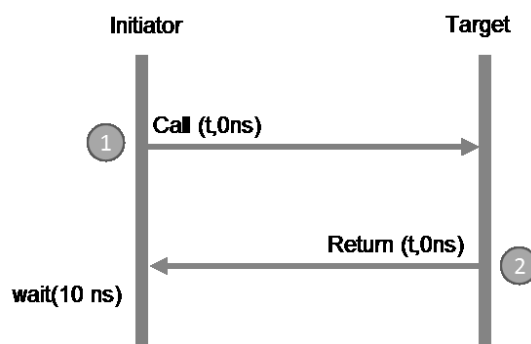 Initiator
Target
Call (t,0ns)
1
Return (t,0ns)
2
wait(10 ns)